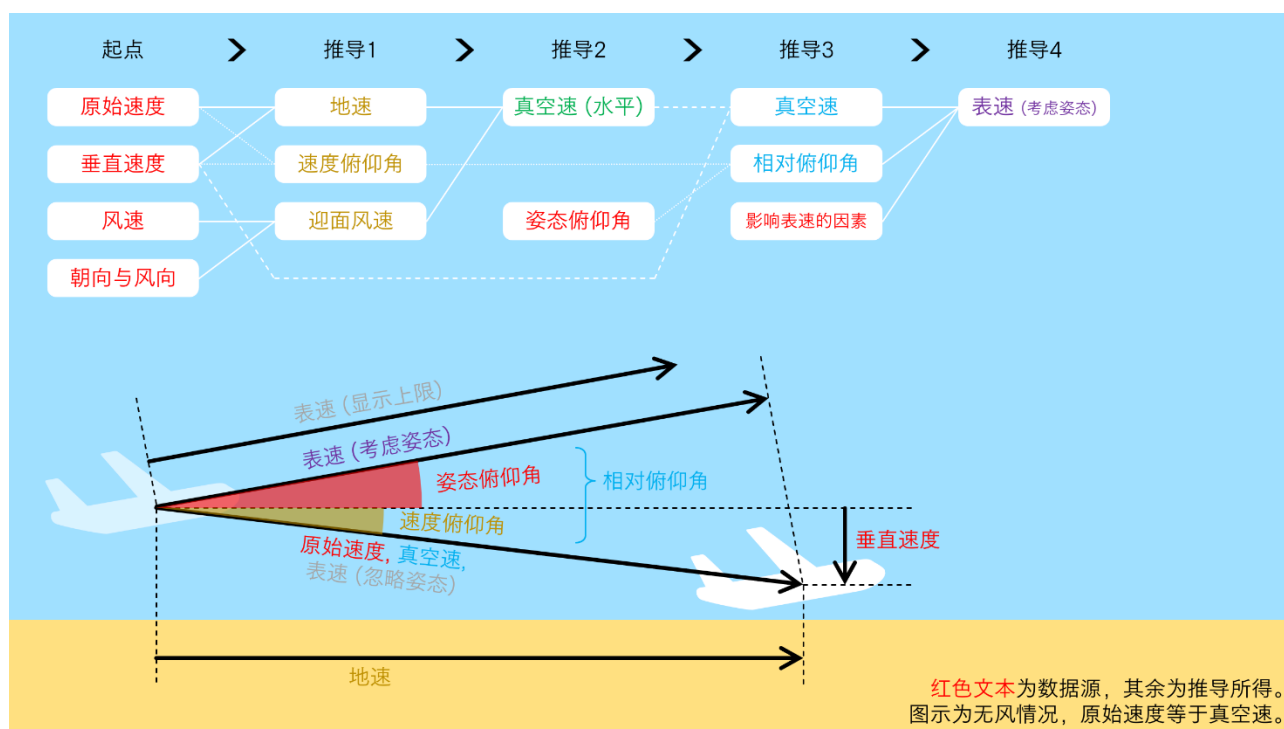 起点
推导1
推导2
推导3
推导4
原始速度
地速
真空速 (水平)
真空速
表速 (考虑姿态)
垂直速度
速度俯仰角
相对俯仰角
风速
迎面风速
姿态俯仰角
影响表速的因素
朝向与风向
表速 (显示上限)
表速 (考虑姿态)
姿态俯仰角
相对俯仰角
速度俯仰角
原始速度, 真空速,
表速 (忽略姿态)
垂直速度
地速
红色文本为数据源，其余为推导所得。
图示为无风情况，原始速度等于真空速。